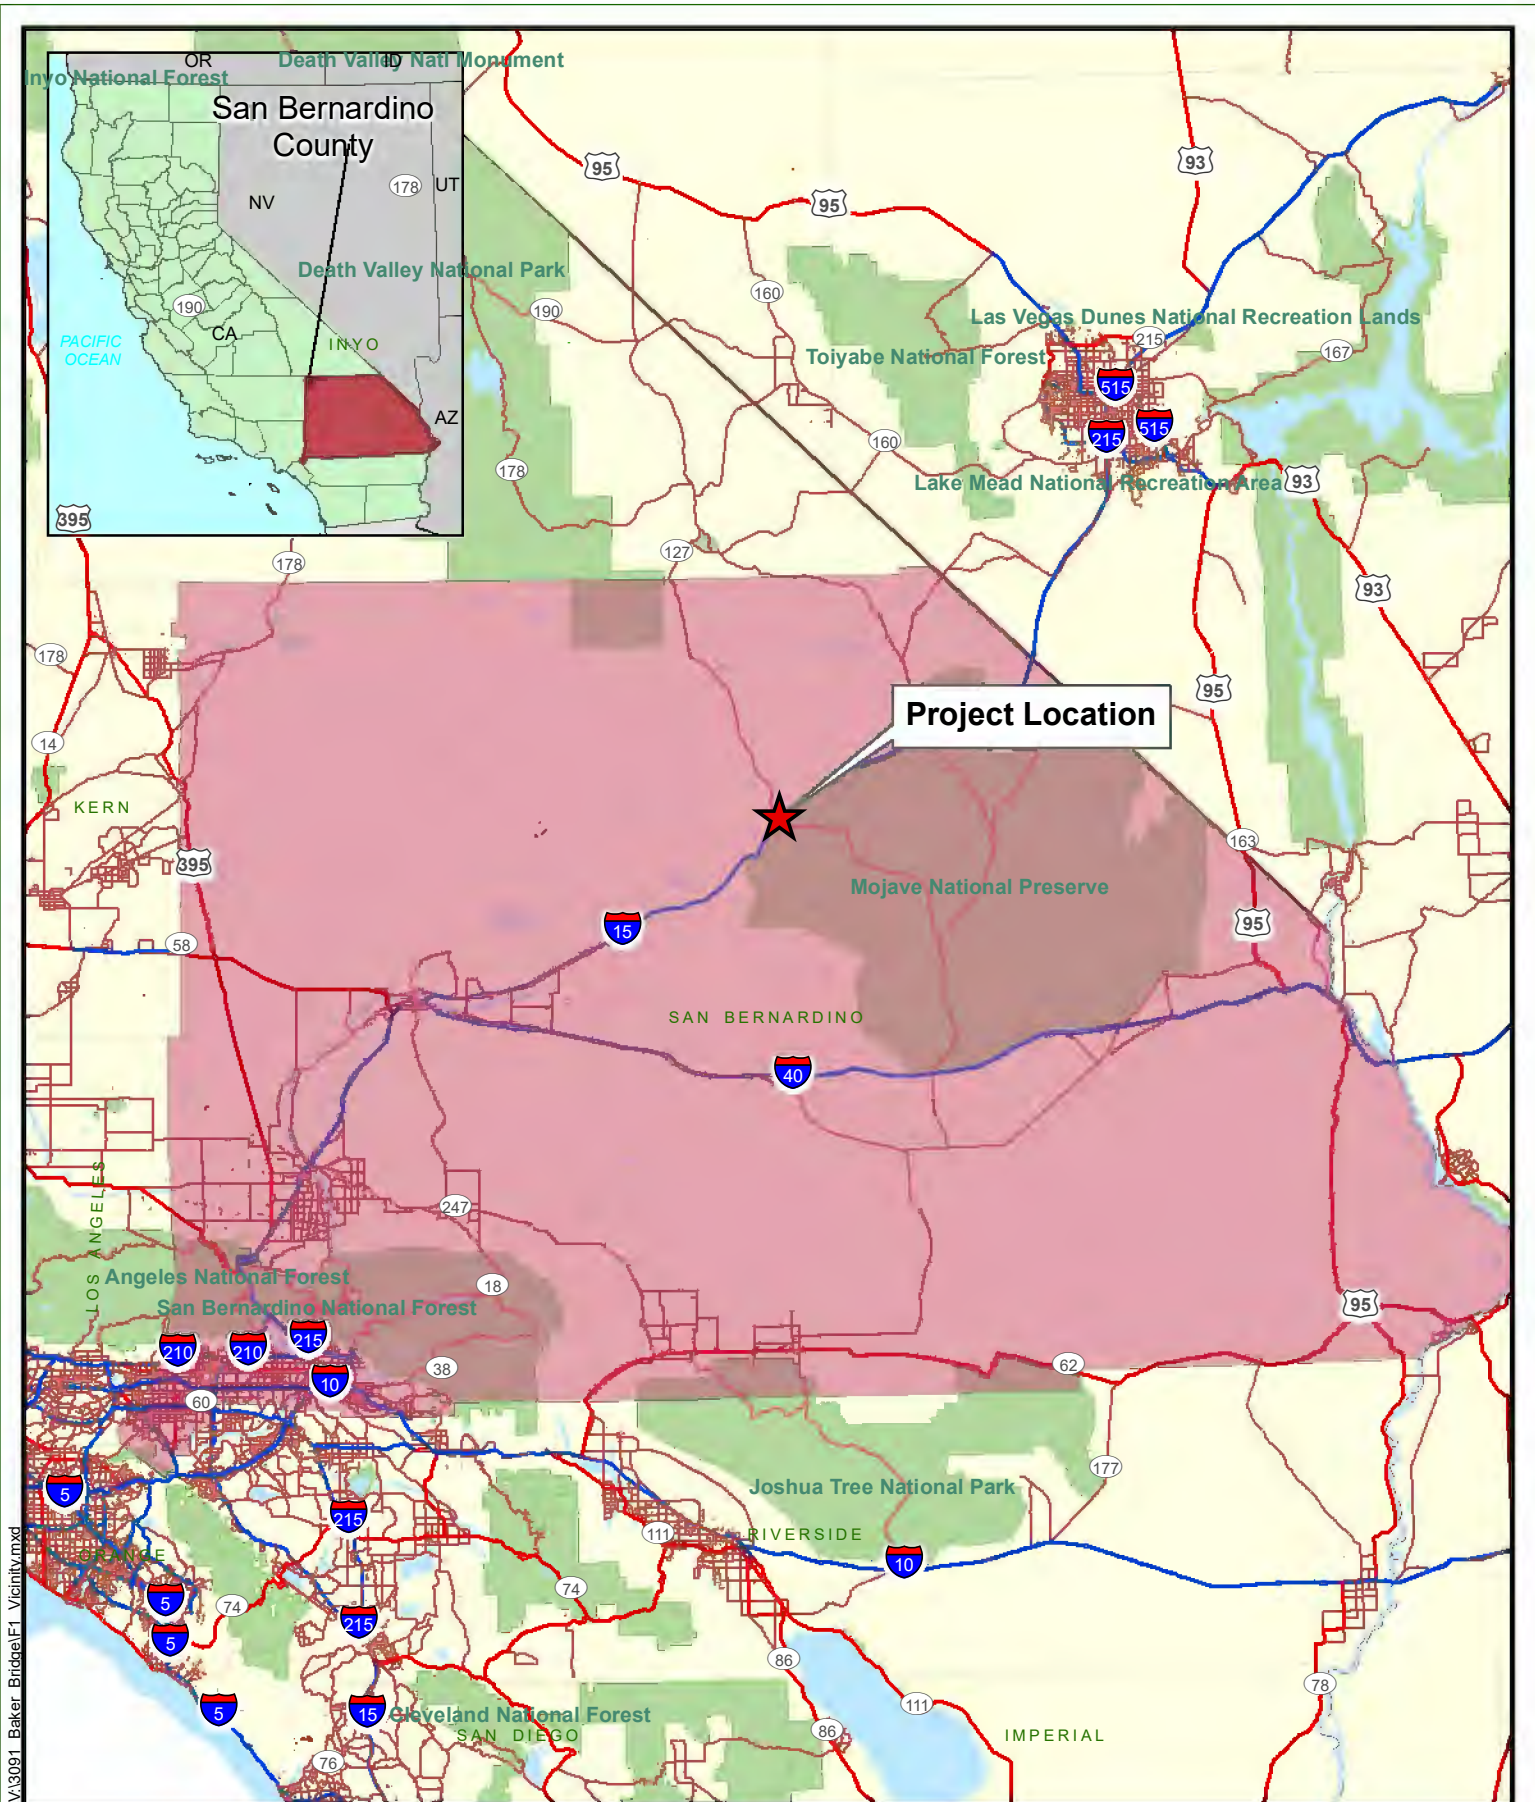 OR
ID
Death Valley Natl Monument
Inyo National Forest
San Bernardino
County
178
UT
NV
95
93
95
Death Valley National Park
160
190
190
CA
INYO
PACIFIC
OCEAN
Las Vegas Dunes National Recreation Lands
215
167
Toiyabe National Forest
515
AZ
515
215
160
178
Lake Mead National Recreation Area
93
395
127
178
93
178
95
Project Location
14
KERN
163
395
Mojave National Preserve
95
15
58
SAN BERNARDINO
40
LOS ANGELES
247
Angeles National Forest
18
San Bernardino National Forest
95
210
210
215
38
62
10
60
177
5
Joshua Tree National Park
215
111
RIVERSIDE
ORANGE
10
74
5
74
215
5
86
78
5
15
Cleveland National Forest
111
SAN DIEGO
86
IMPERIAL
76
V:\3091 Baker Bridge\F1 Vicinity.mxd